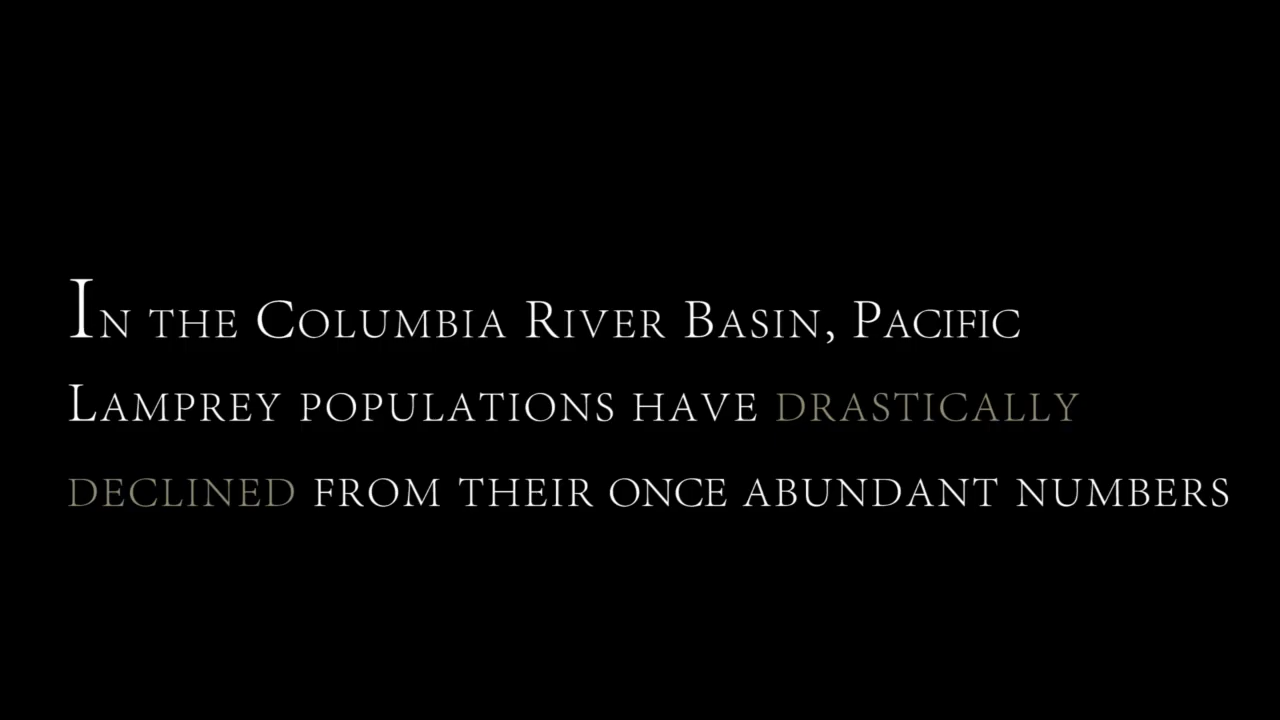 In the Columbia River Basin, Pacific
Lamprey populations have drastically
declined from their once abundant numbers